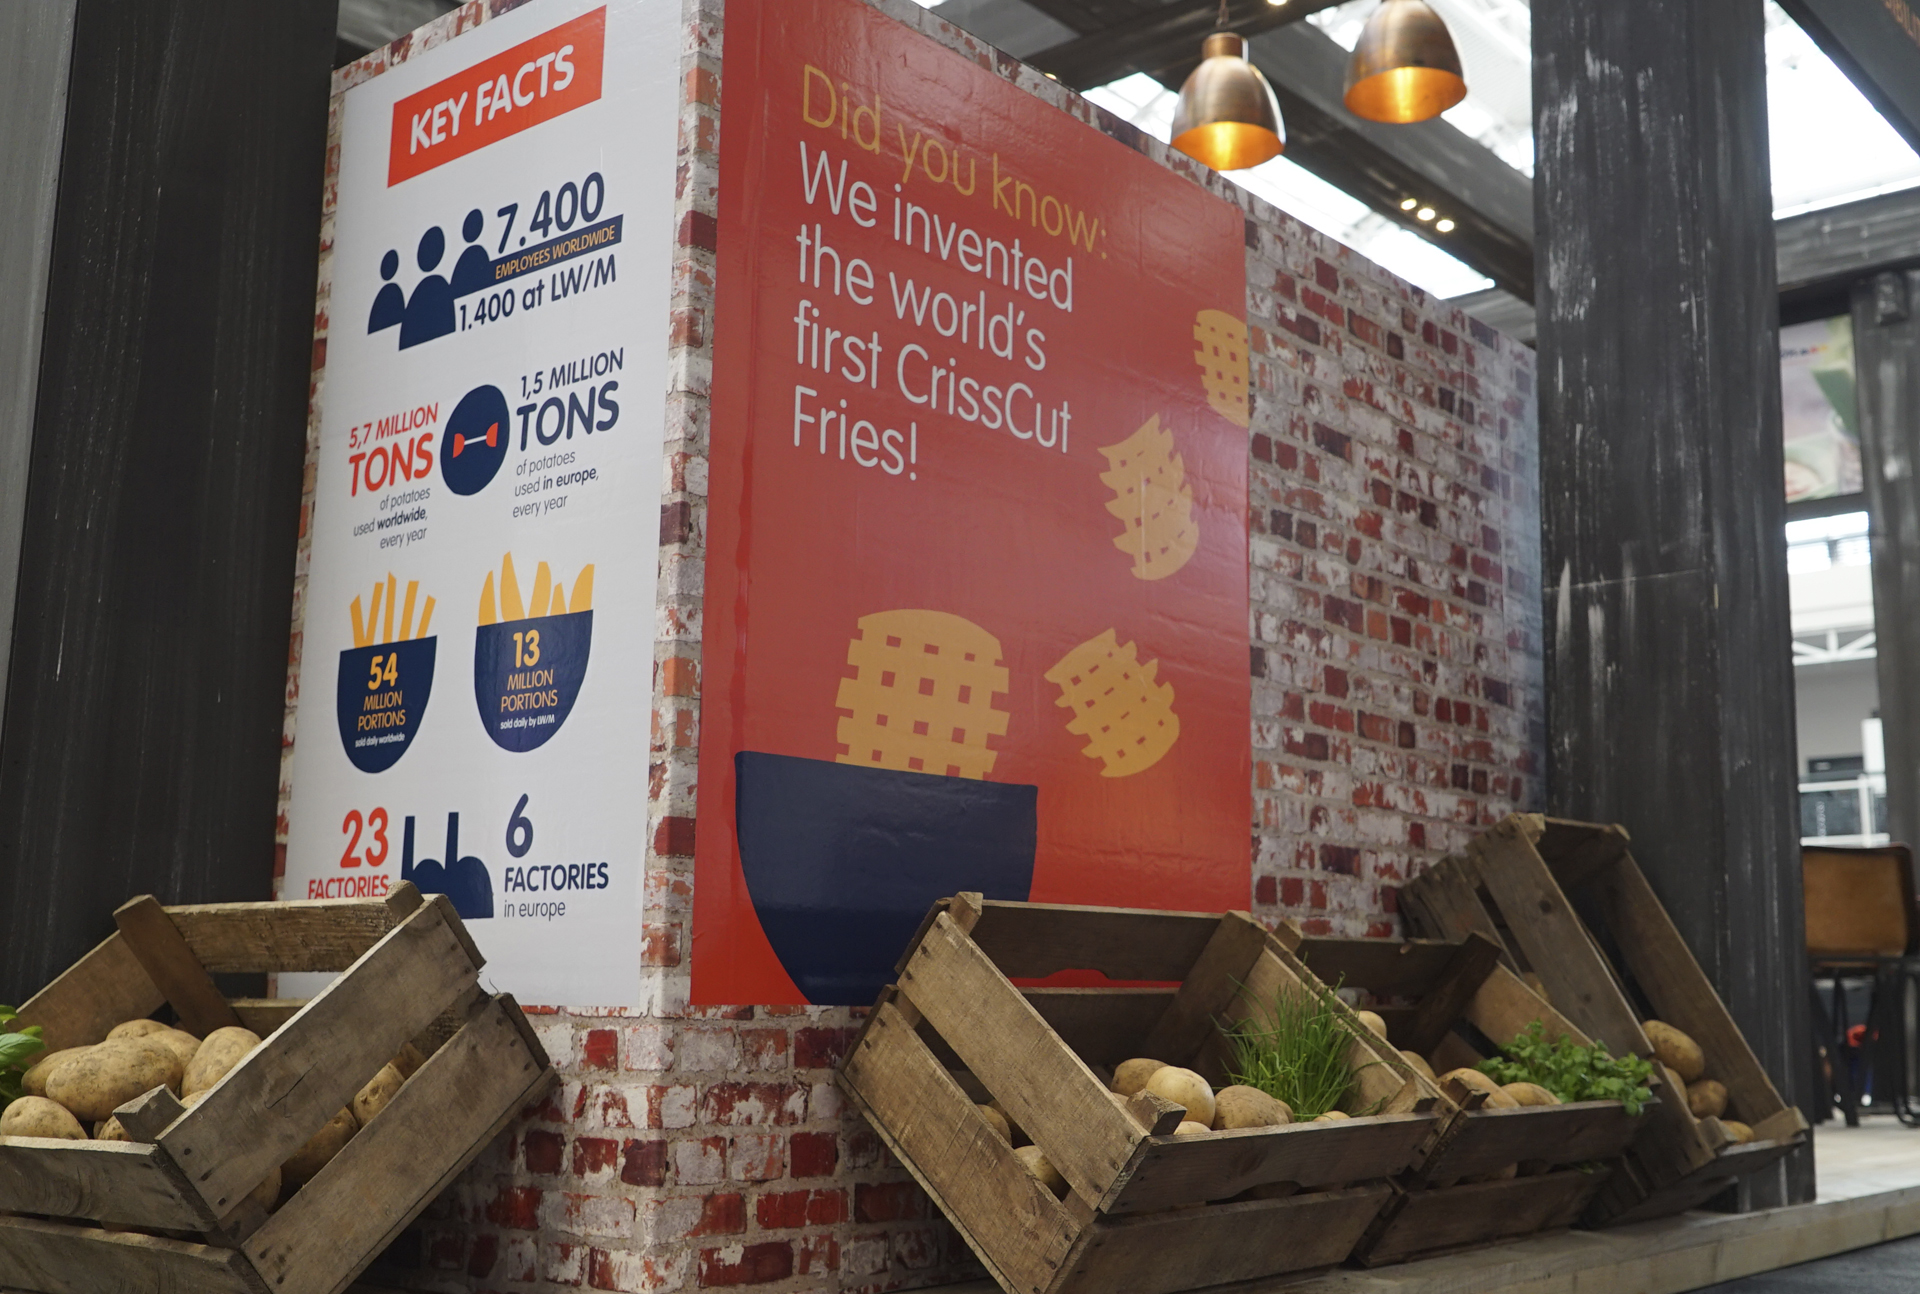 KEY FACTS
7.400
EMPLOYEES WORLDWIDE
1.400 at LW/M
5,7 MILLION
TONS
of potatoes
used worldwide,
every year
1,5 MILLION
TONS
of potatoes
used in europe,
every year
54
MILLION
PORTIONS
sold daily worldwide
13
MILLION
PORTIONS
sold daily by LW/M
23
FACTORIES
6
FACTORIES
in europe
Did you know:
We invented
the world's
first CrissCut
Fries!